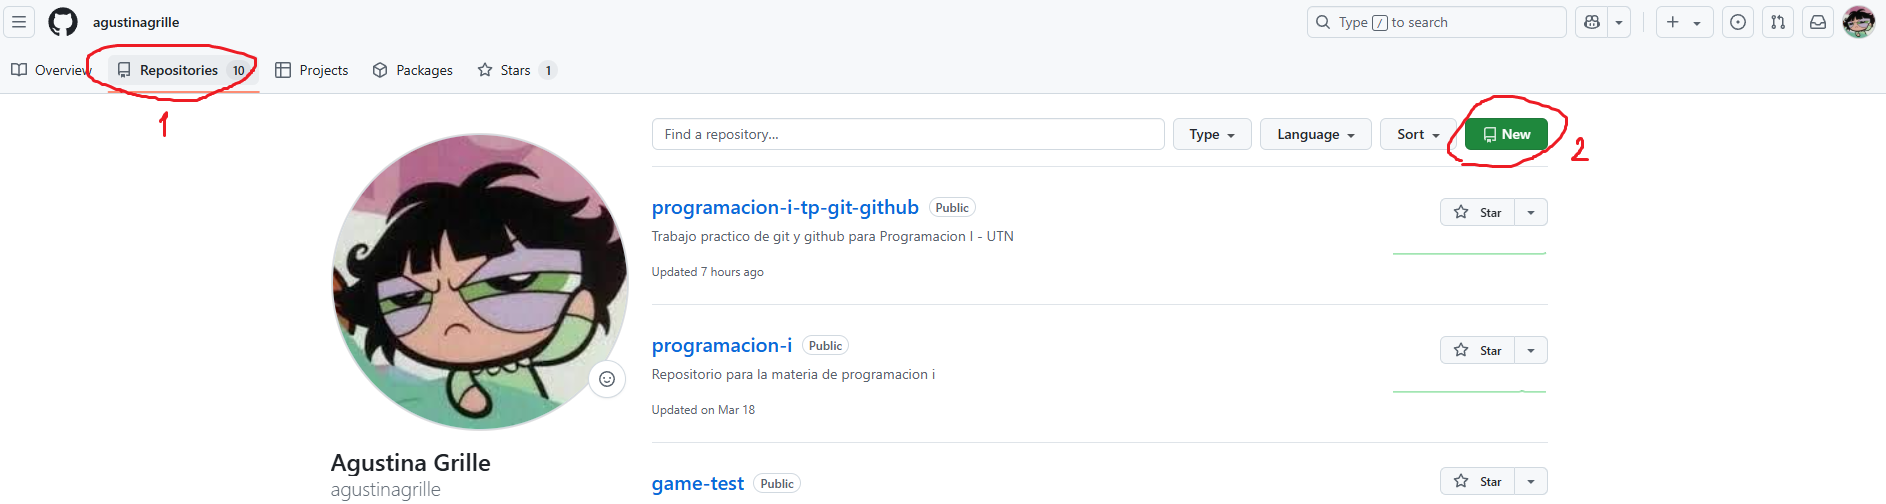 agustinagrille
Type / to search
Overview
Repositories 10
Projects
Packages
Stars 1
1
Find a repository...
Type
Language
Sort
New
2
programacion-i-tp-git-github Public
Star
Trabajo practico de git y github para Programacion I - UTN
Updated 7 hours ago
programacion-i Public
Star
Repositorio para la materia de programacion i
Updated on Mar 18
Agustina Grille
agustinagrille
game-test Public
Star